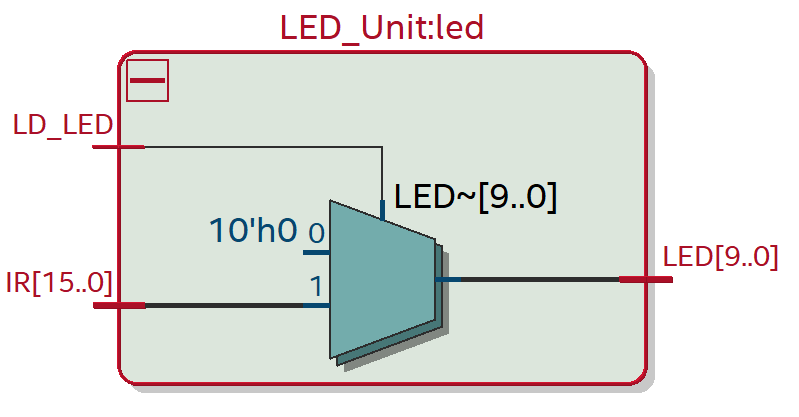 LED_Unit:led
LD_LED
LED~[9..0]
10'h0 0
LED[9..0]
IR[15..0]
1